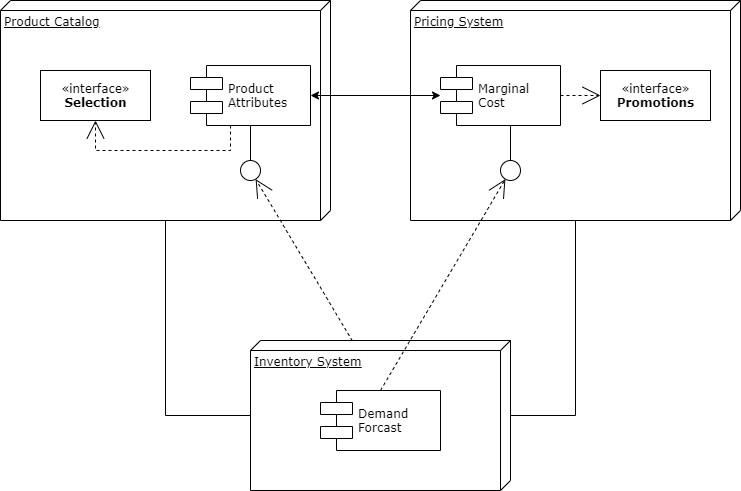 Product Catalog
«interface»
Selection
Product
Attributes
Pricing System
Marginal
Cost
«interface»
Promotions
Inventory System
Demand
Forcast